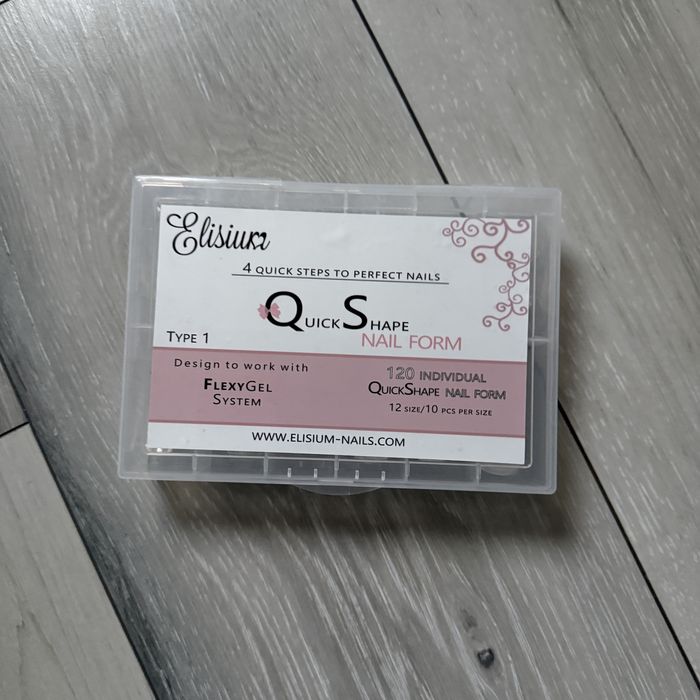 Elisium
4 QUICK STEPS TO PERFECT NAILS
QUICKSHAPE
NAIL FORM
TYPE 1
Design to work with
FLEXYGEL
SYSTEM
120 INDIVIDUAL
QUICKSHAPE NAIL FORM
12 SIZE/10 PCS PER SIZE
WWW.ELISIUM-NAILS.COM